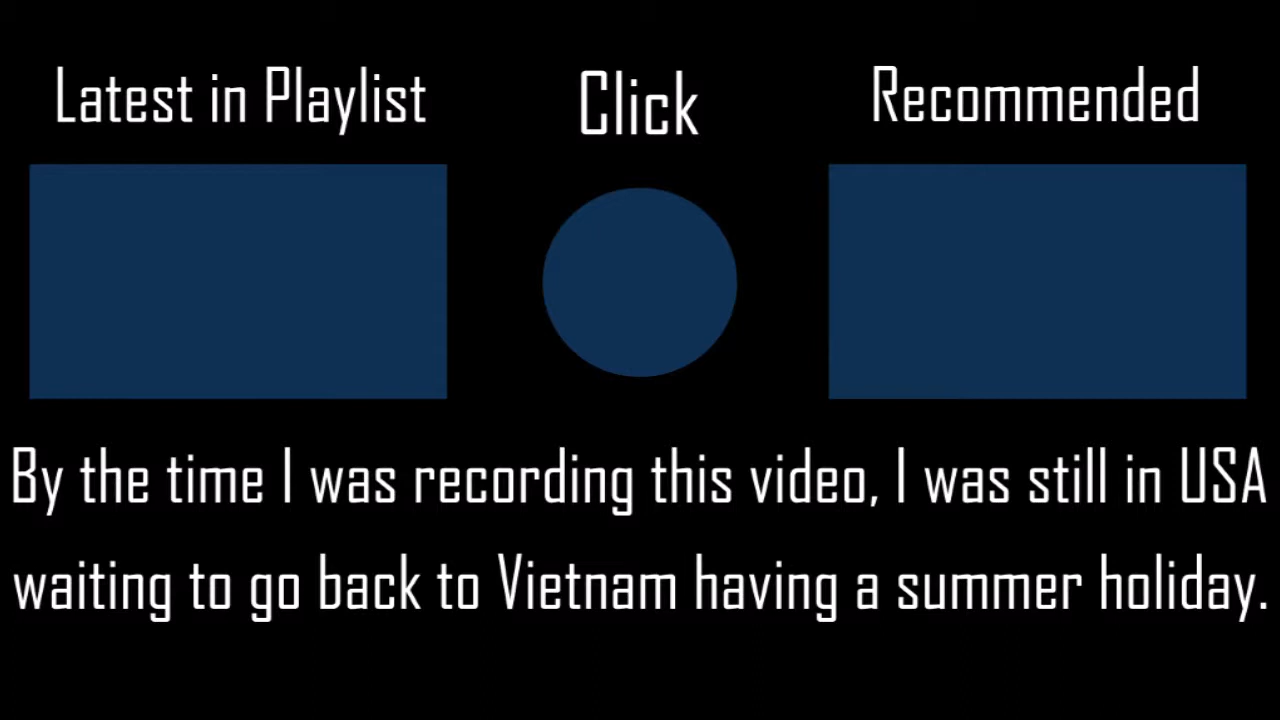 Latest in Playlist
Click
Recommended
By the time I was recording this video, I was still in USA
waiting to go back to Vietnam having a summer holiday.